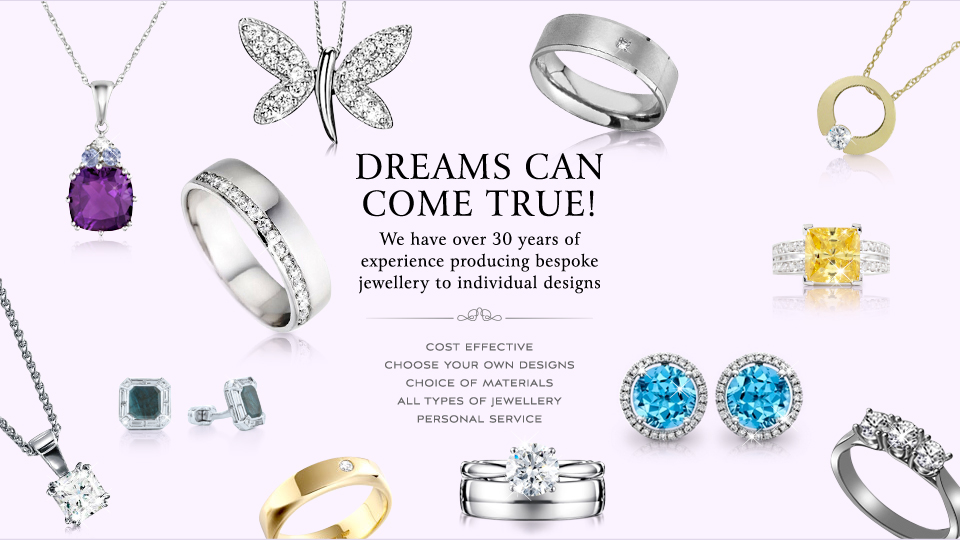 DREAMS CAN
COME TRUE!
We have over 30 years of
experience producing bespoke
jewellery to individual designs
COST EFFECTIVE
CHOOSE YOUR OWN DESIGNS
CHOICE OF MATERIALS
ALL TYPES OF JEWELLERY
PERSONAL SERVICE